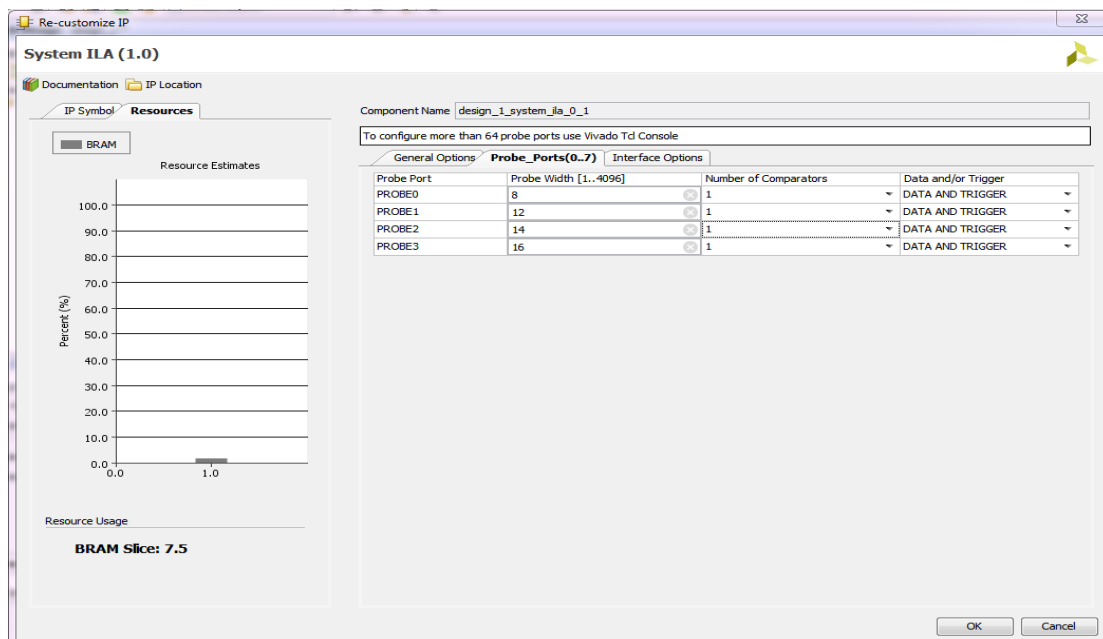 Re-customize IP
System ILA (1.0)
Documentation IP Location
IP Symbol Resources
BRAM
Resource Estimates
100.0
90.0
80.0
70.0
60.0
50.0
40.0
30.0
20.0
10.0
0.0
Percent (%)
0.0 1.0
Resource Usage
BRAM Slice: 7.5
Component Name design_1_system_ila_0_1
To configure more than 64 probe ports use Vivado Tcl Console
General Options Probe_Ports(0..7) Interface Options
Probe Port Probe Width [1..4096] Number of Comparators Data and/or Trigger
PROBE0 8 1 DATA AND TRIGGER
PROBE1 12 1 DATA AND TRIGGER
PROBE2 14 1 DATA AND TRIGGER
PROBE3 16 1 DATA AND TRIGGER
OK Cancel